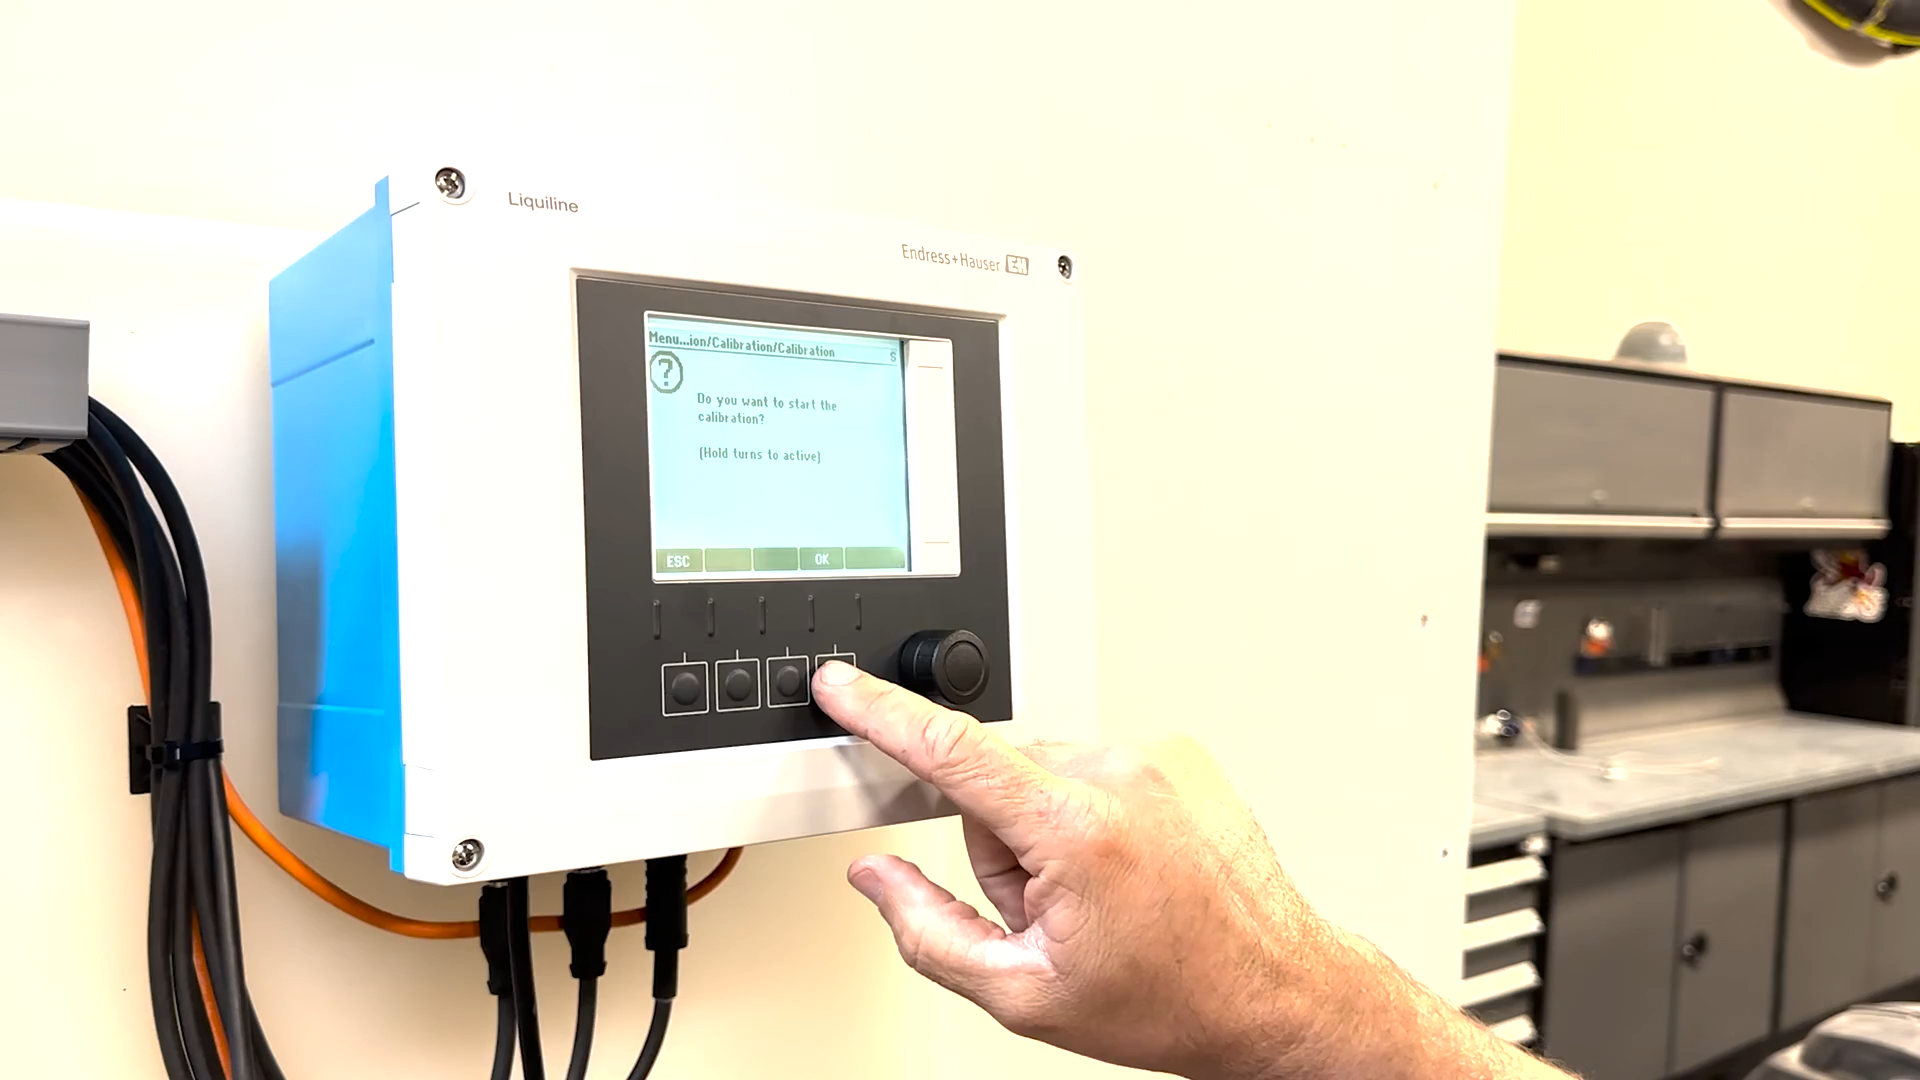 Liquiline
Endress+Hauser EH
Menu...ion/Calibration/Calibration S
?
Do you want to start the
calibration?
(Hold turns to active)
ESC OK